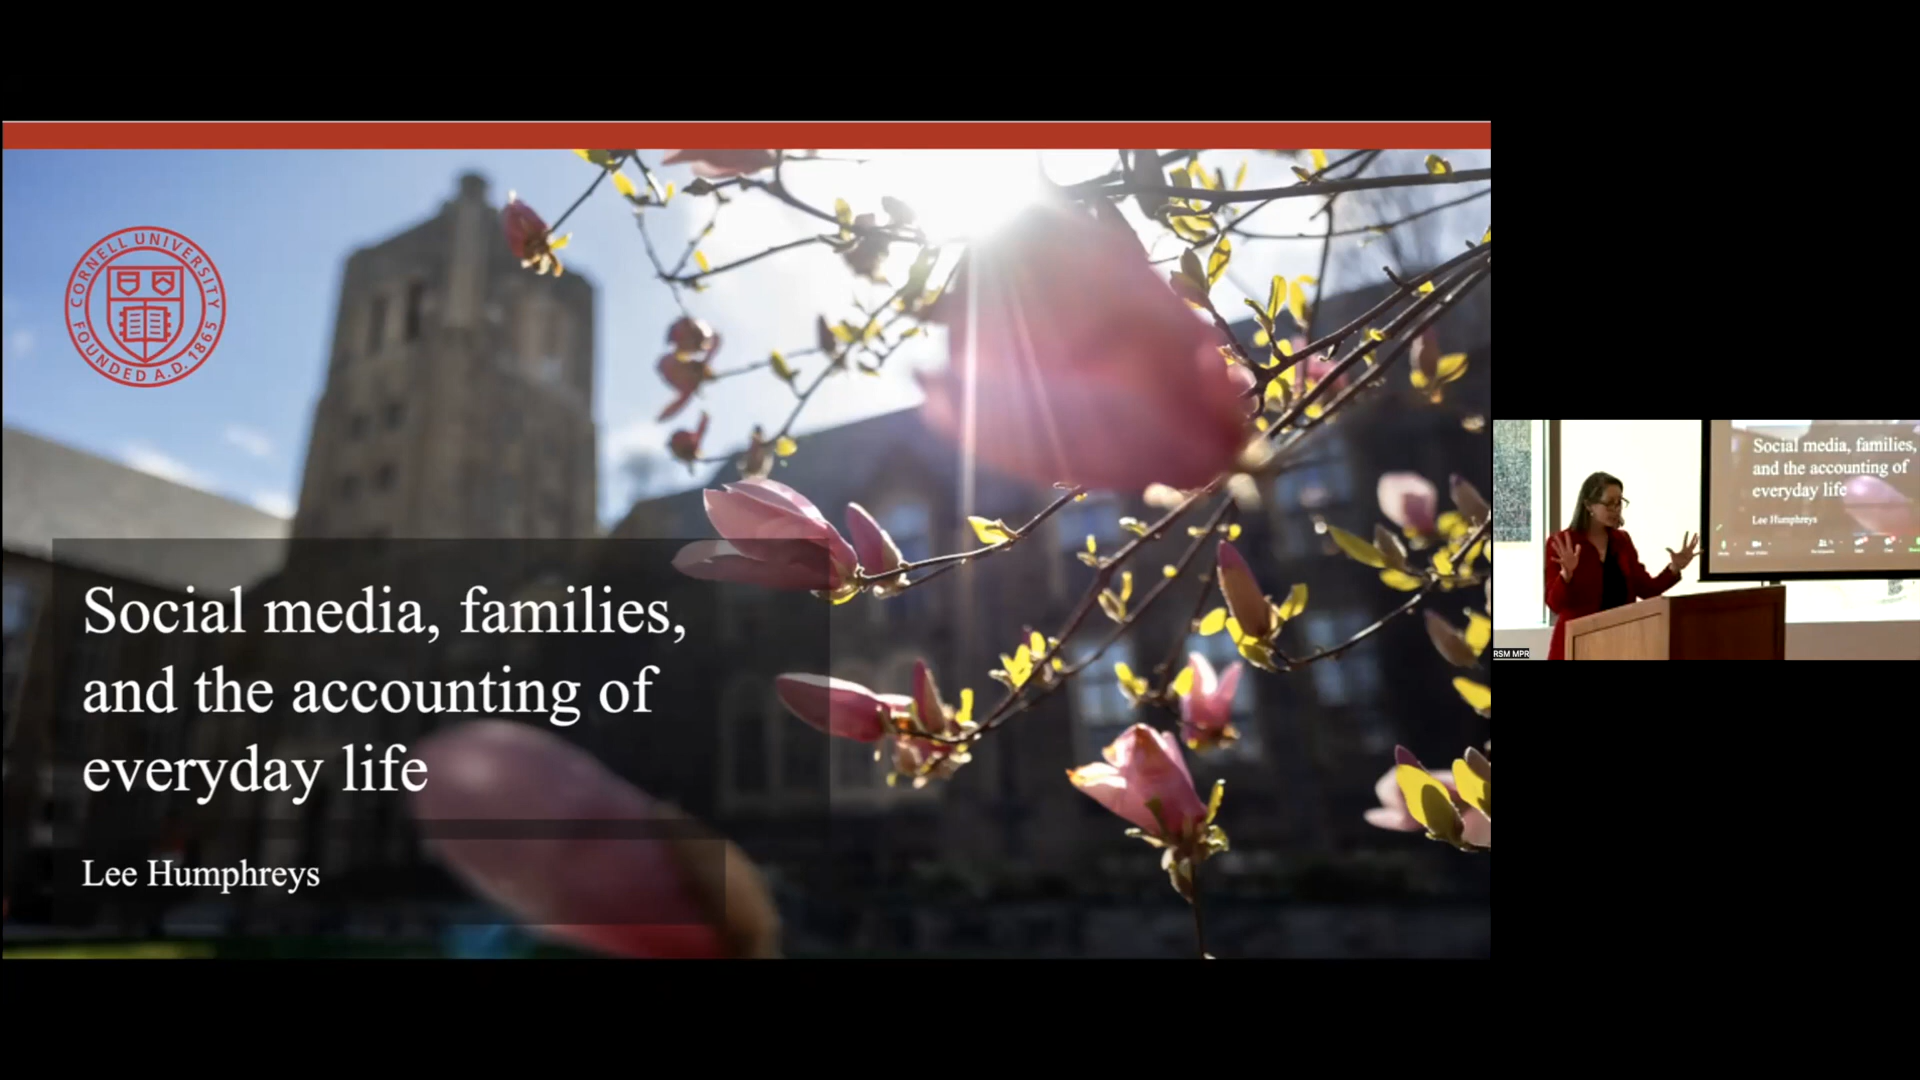 CORNELL UNIVERSITY
FOUNDED A.D. 1865
Social media, families,
and the accounting of
everyday life
Lee Humphreys
Social media, families,
and the accounting of
everyday life
Lee Humphreys
RSM MPR